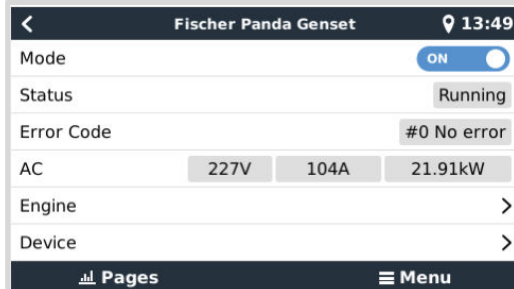 Fischer Panda Genset 13:49
Mode ON
Status Running
Error Code #0 No error
AC 227V 104A 21.91kW
Engine
Device
Pages Menu